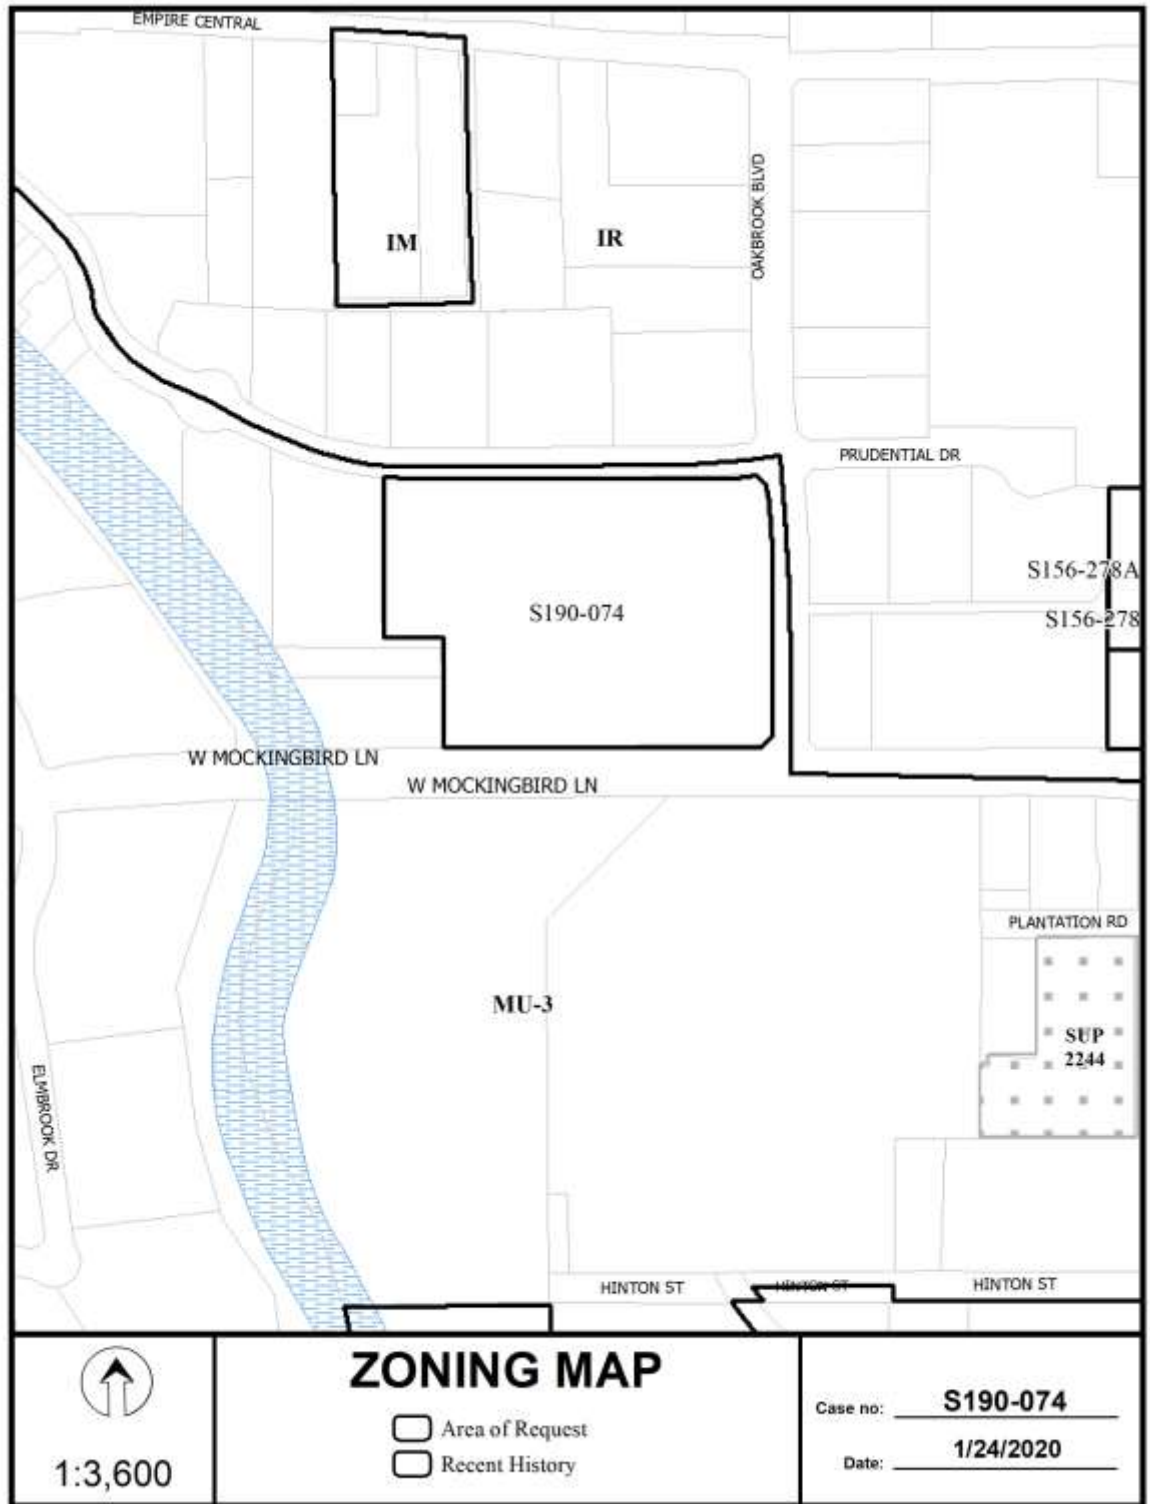 EMPIRE CENTRAL
OAKBROOK BLVD
IM
IR
PRUDENTIAL DR
S156-278A
S190-074
S156-278
W MOCKINGBIRD LN
W MOCKINGBIRD LN
PLANTATION RD
MU-3
SUP
2244
ELMBROOK DR
HINTON ST
HINTON ST
HINTON ST
ZONING MAP
Area of Request
Recent History
1:3,600
Case no: S190-074
Date: 1/24/2020